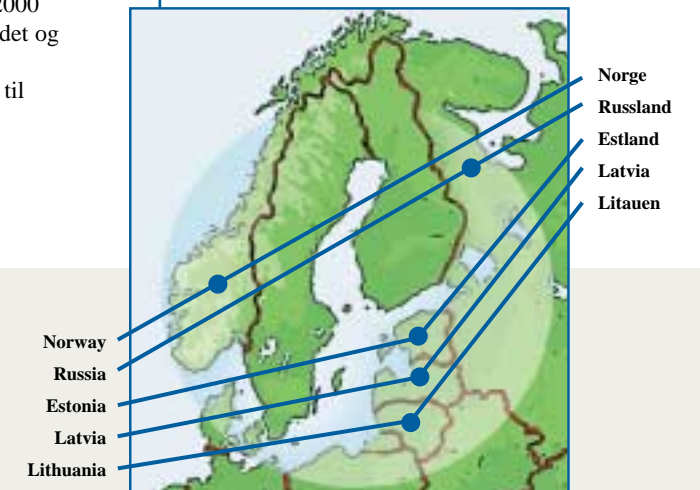 2000
det og
til
Norge
Russland
Estland
Latvia
Litauen
Norway
Russia
Estonia
Latvia
Lithuania